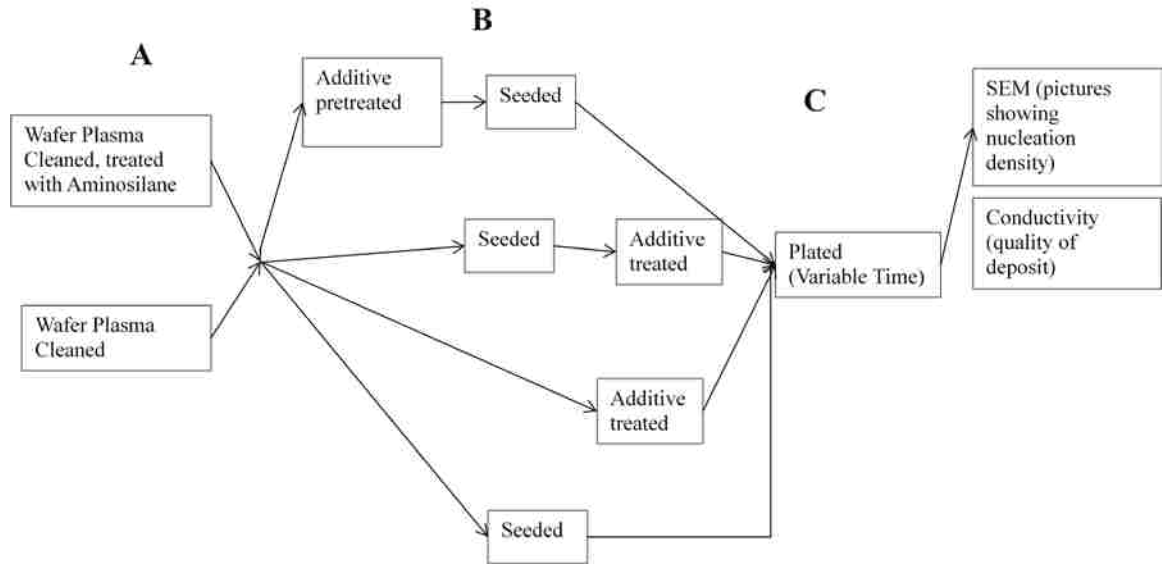 A
B
C
Wafer Plasma
Cleaned, treated
with Aminosilane
Wafer Plasma
Cleaned
Additive
pretreated
Seeded
Seeded
Additive
treated
Additive
treated
Seeded
Plated
(Variable Time)
SEM (pictures
showing
nucleation
density)
Conductivity
(quality of
deposit)